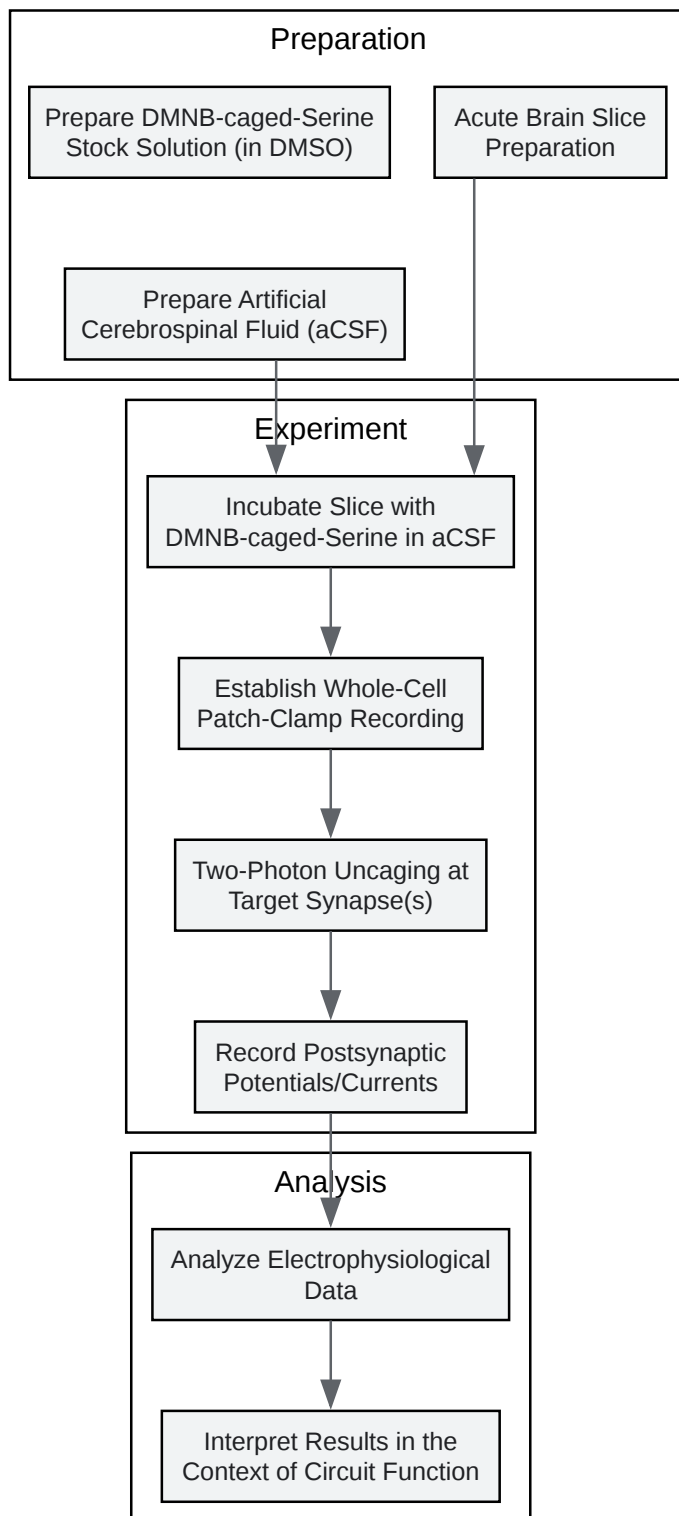 Preparation
Prepare DMNB-caged-Serine
Stock Solution (in DMSO)
Acute Brain Slice
Preparation
Prepare Artificial
Cerebrospinal Fluid (aCSF)
Experiment
Incubate Slice with
DMNB-caged-Serine in aCSF
Establish Whole-Cell
Patch-Clamp Recording
Two-Photon Uncaging at
Target Synapse(s)
Record Postsynaptic
Potentials/Currents
Analysis
Analyze Electrophysiological
Data
Interpret Results in the
Context of Circuit Function